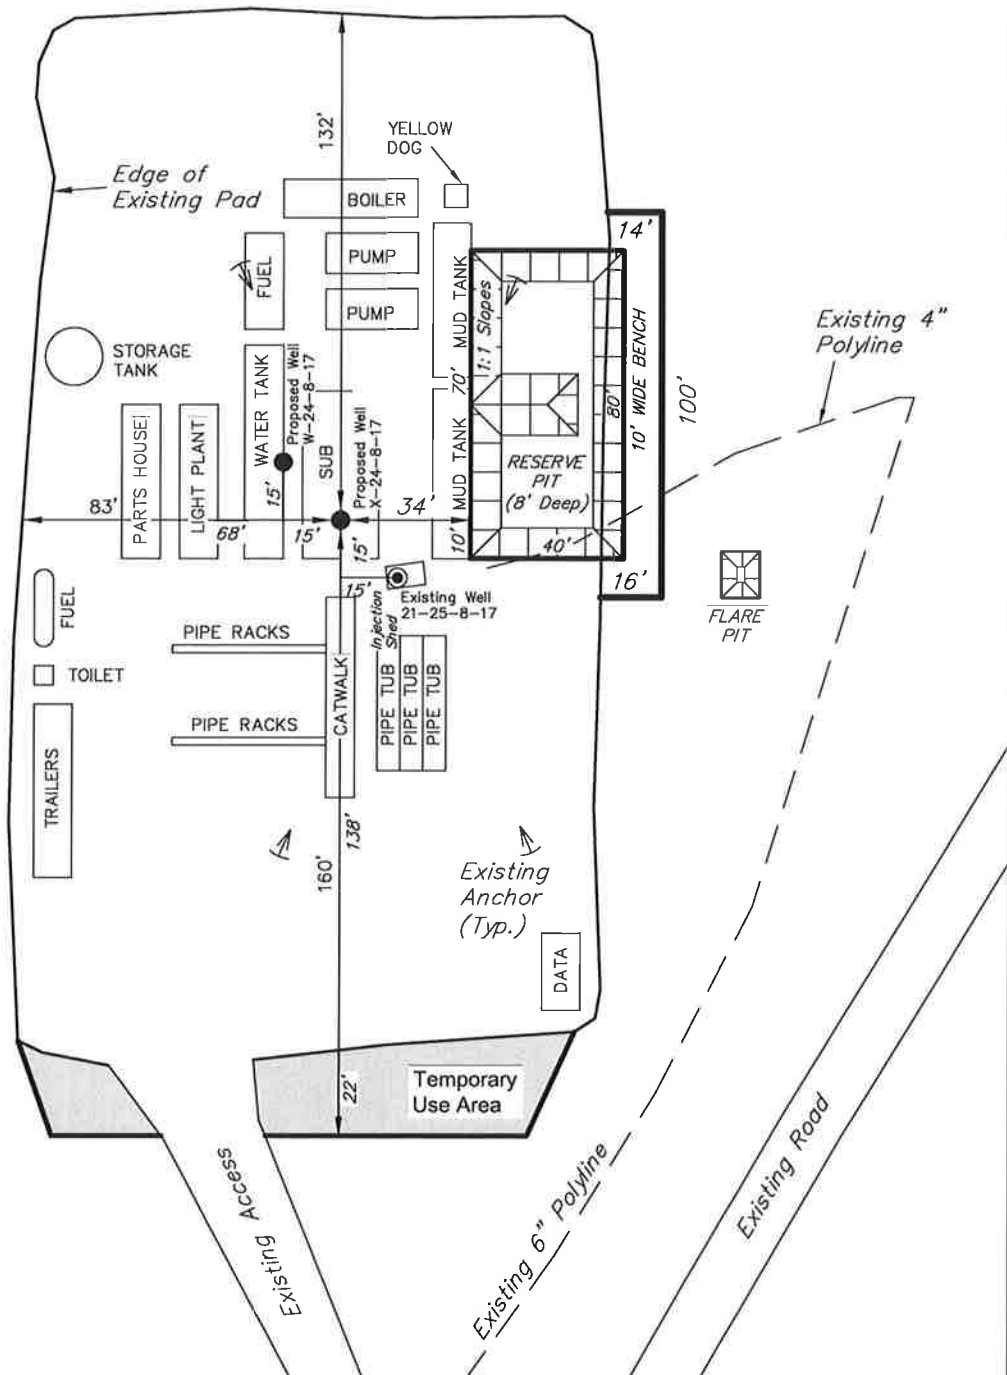 132'
YELLOW
DOG
Edge of
Existing Pad
BOILER
14'
PUMP
FUEL
MUD TANK
1:1 Slopes
PUMP
Existing 4"
Polyline
STORAGE
TANK
WATER TANK
Proposed Well
W-24-8-17
70'
80'
10' WIDE BENCH
100'
PARTS HOUSE
LIGHT PLANT
SUB
Proposed Well
X-24-8-17
MUD TANK
RESERVE
PIT
(8' Deep)
15'
83'
68'
15'
15'
34'
10'
40'
16'
15'
Existing Well
21-25-8-17
Injection
Shed
FLARE
PIT
FUEL
PIPE RACKS
TOILET
CATWALK
PIPE TUB
PIPE TUB
PIPE TUB
PIPE RACKS
TRAILERS
138'
160'
Existing
Anchor
(Typ.)
DATA
22'
Temporary
Use Area
Existing Access
Existing 6" Polyline
Existing Road